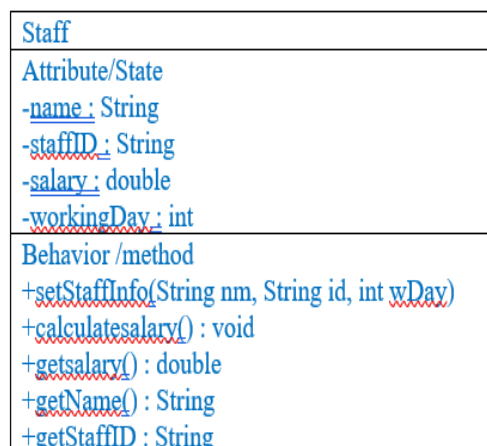 Staff
Attribute/State
-name : String
-staffID : String
-salary : double
-workingDay : int
Behavior /method
+setStaffInfo(String nm, String id, int wDay)
+calculatesalary() : void
+getsalary() : double
+getName() : String
+getStaffID : String